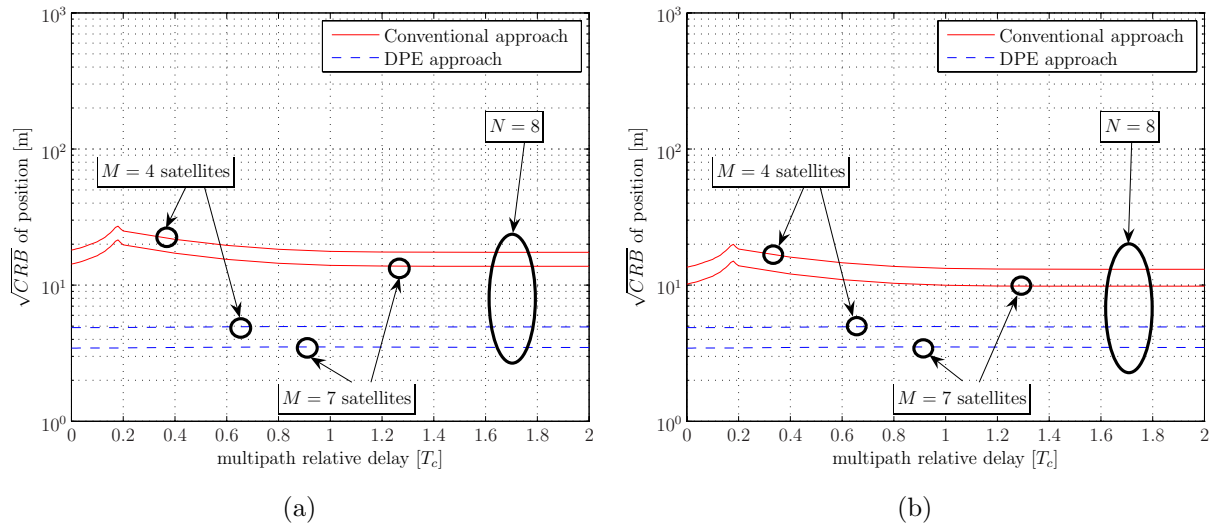 Conventional approach
DPE approach
N = 8
M = 4 satellites
M = 7 satellites
10^3
10^2
10^1
10^0
√CRB of position [m]
0 0.2 0.4 0.6 0.8 1 1.2 1.4 1.6 1.8 2
multipath relative delay [T_c]
(a)
Conventional approach
DPE approach
N = 8
M = 4 satellites
M = 7 satellites
10^3
10^2
10^1
10^0
√CRB of position [m]
0 0.2 0.4 0.6 0.8 1 1.2 1.4 1.6 1.8 2
multipath relative delay [T_c]
(b)